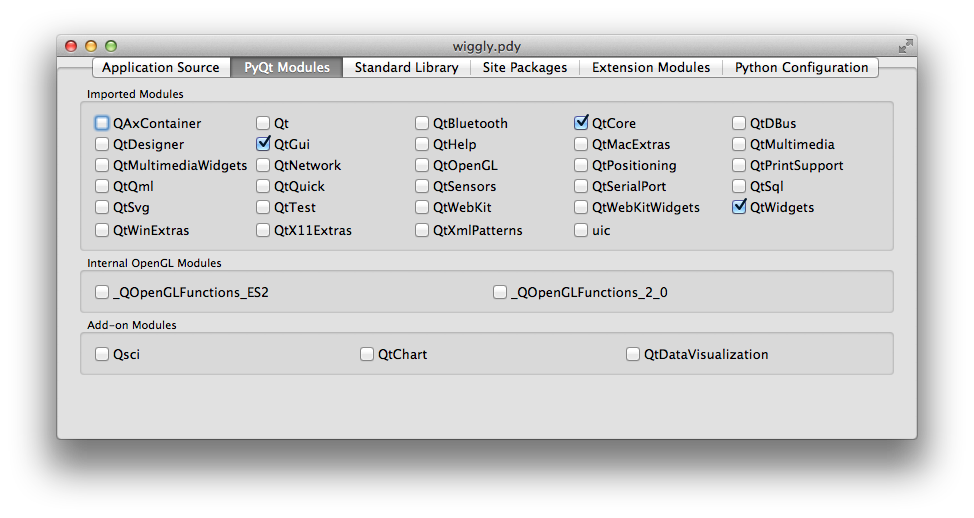 wiggly.pdy
Application Source PyQt Modules Standard Library Site Packages Extension Modules Python Configuration
Imported Modules
QAxContainer Qt QtBluetooth QtCore QtDBus
QtDesigner QtGui QtHelp QtMacExtras QtMultimedia
QtMultimediaWidgets QtNetwork QtOpenGL QtPositioning QtPrintSupport
QtQml QtQuick QtSensors QtSerialPort QtSql
QtSvg QtTest QtWebKit QtWebKitWidgets QtWidgets
QtWinExtras QtX11Extras QtXmlPatterns uic
Internal OpenGL Modules
_QOpenGLFunctions_ES2 _QOpenGLFunctions_2_0
Add-on Modules
Qsci QtChart QtDataVisualization